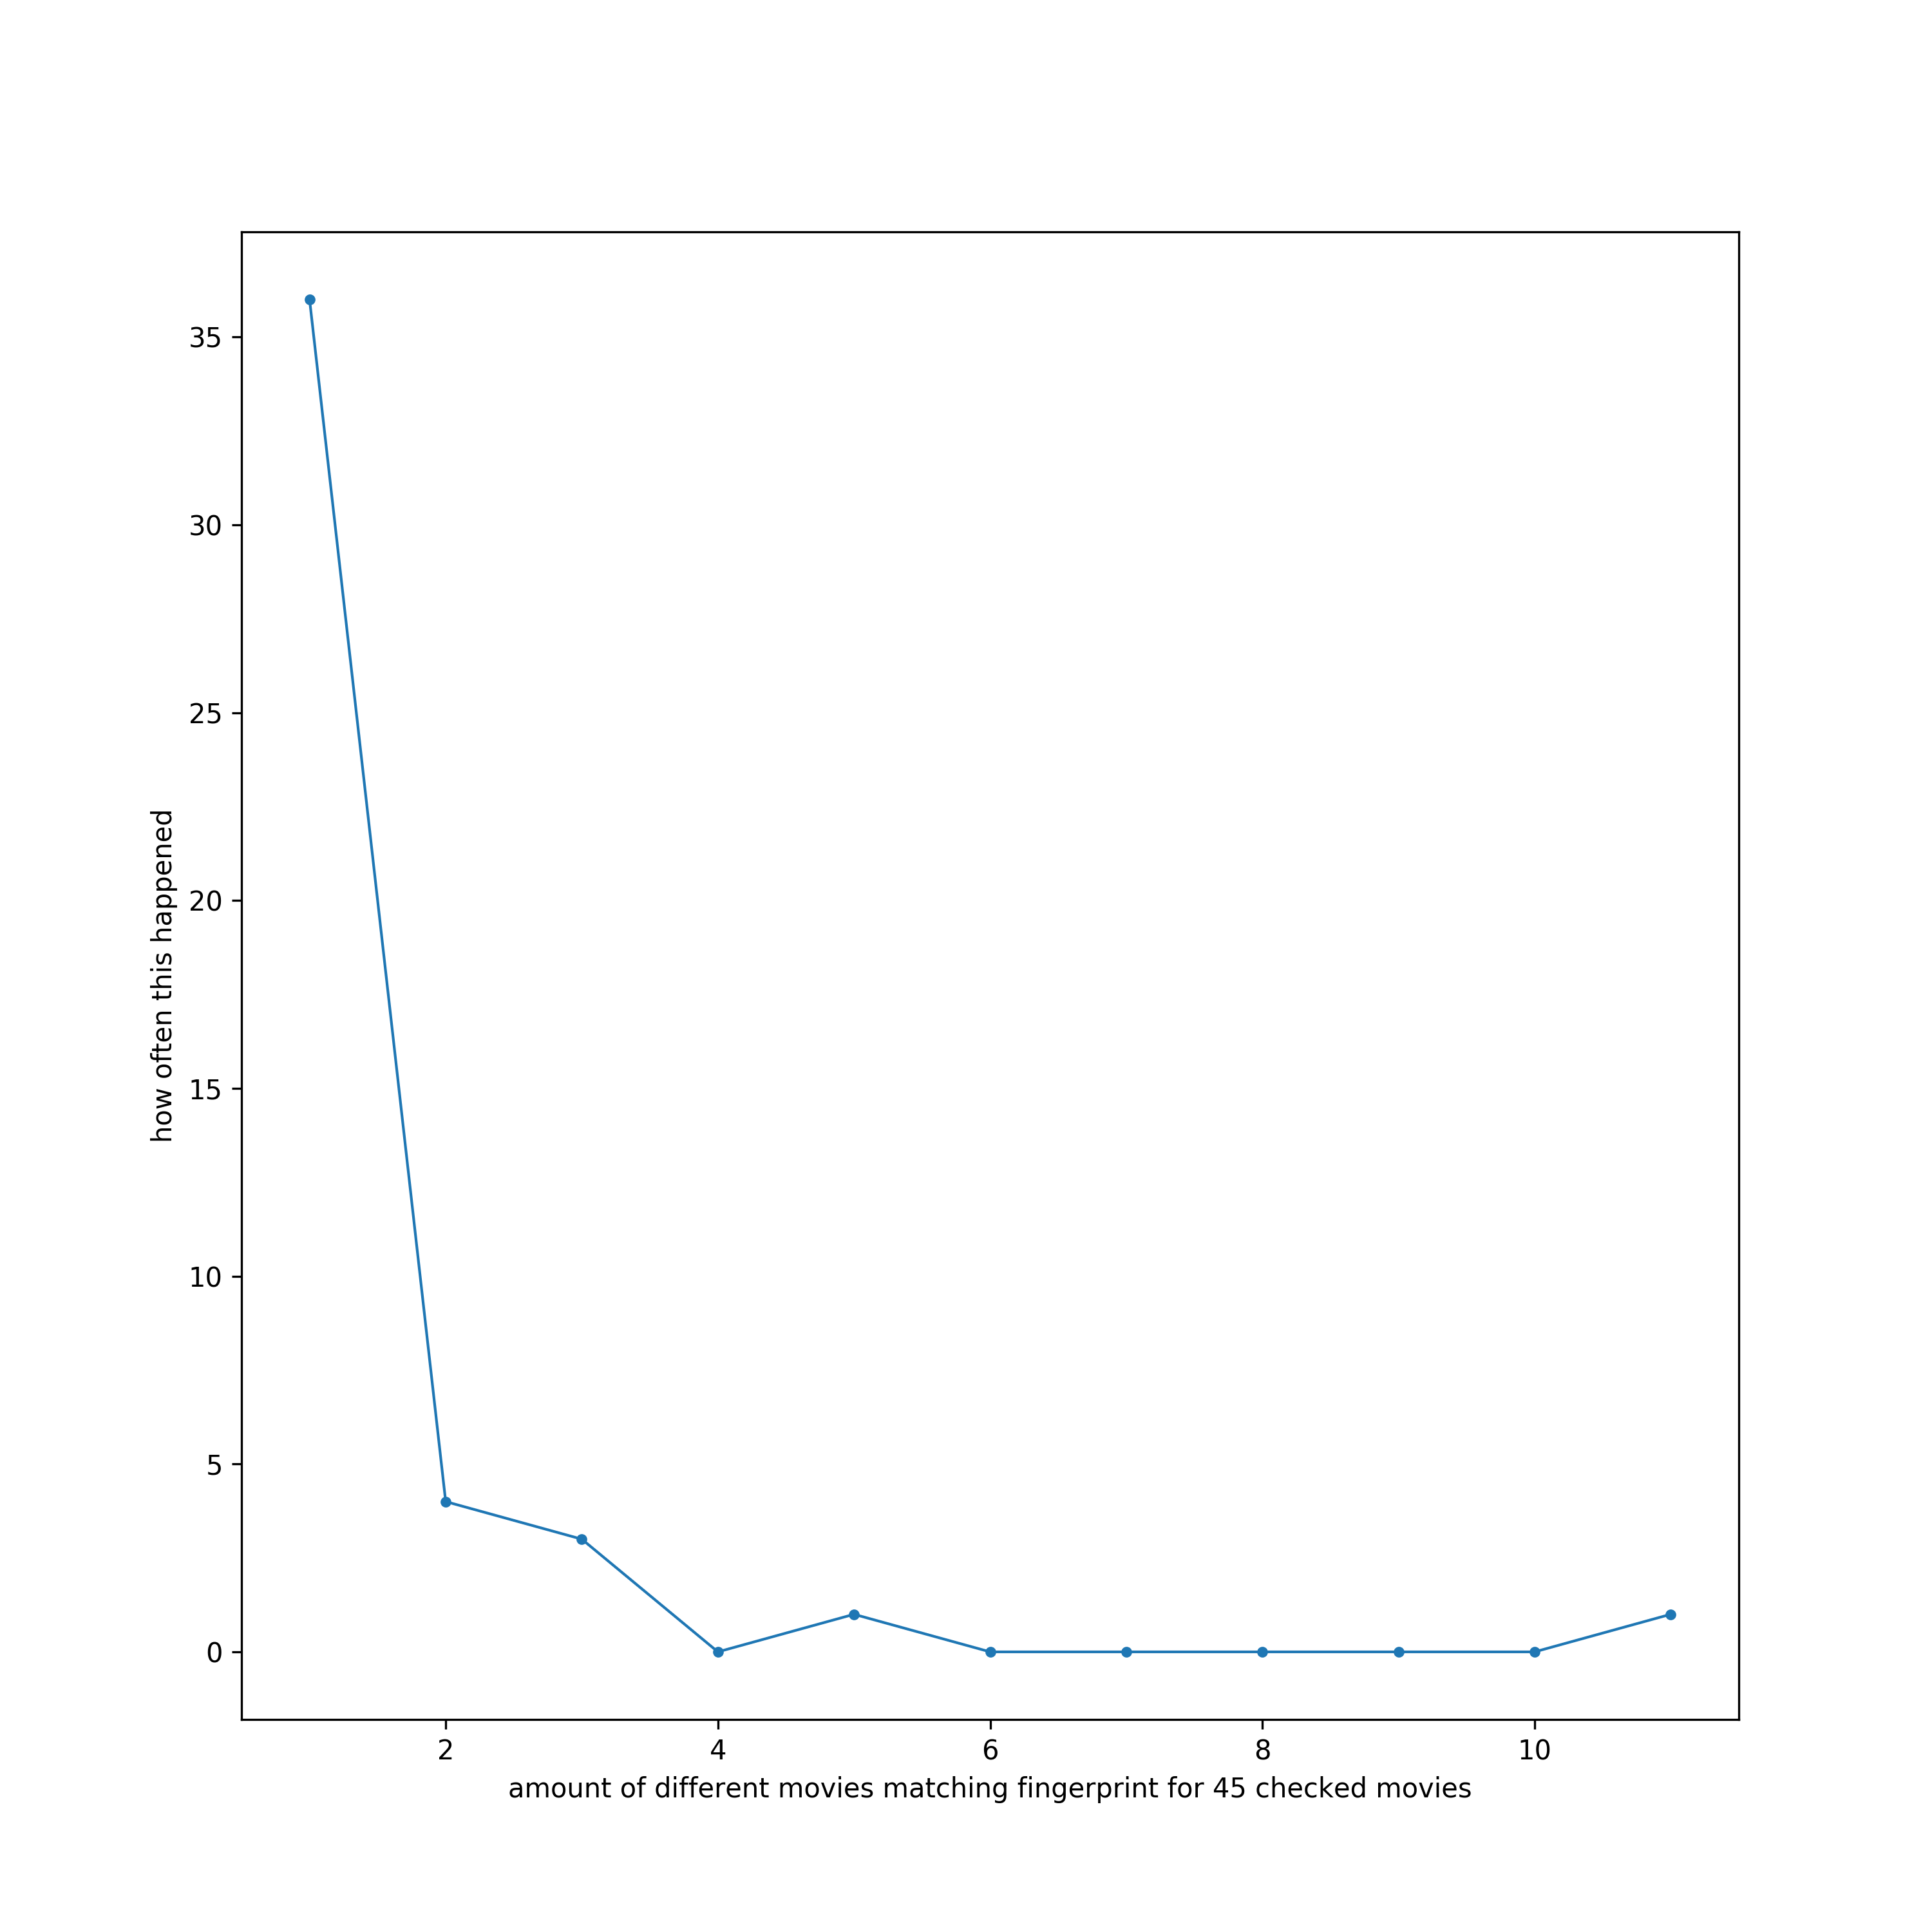 35
30
25
20
15
10
5
0
how often this happened
2 4 6 8 10
amount of different movies matching fingerprint for 45 checked movies